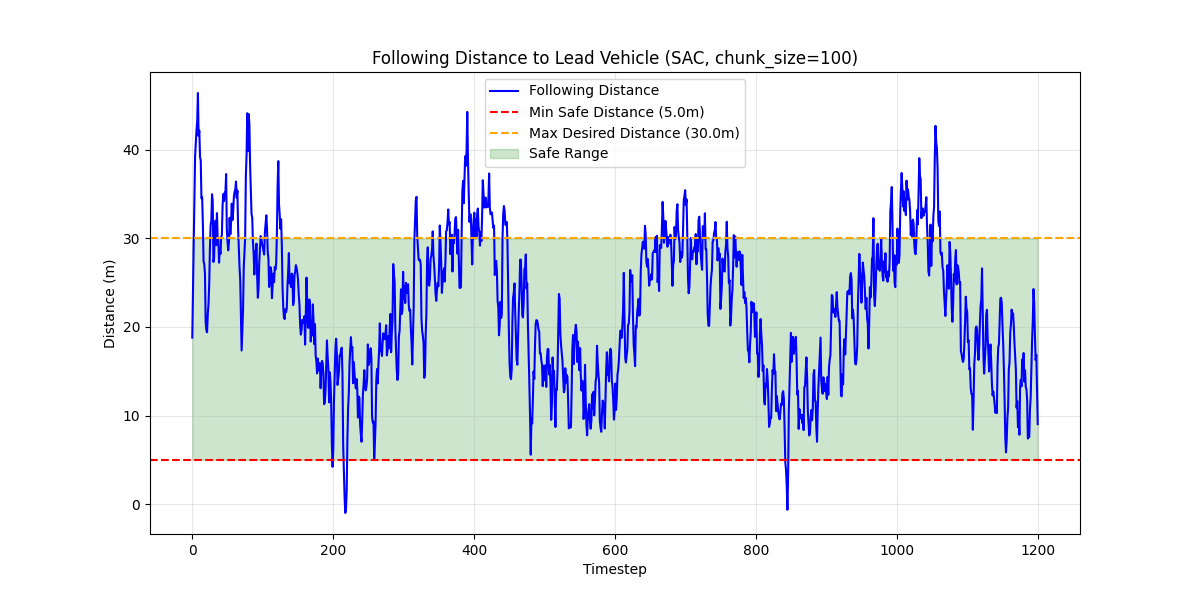 Following Distance to Lead Vehicle (SAC, chunk_size=100)
Following Distance
Min Safe Distance (5.0m)
Max Desired Distance (30.0m)
Safe Range
Distance (m)
40
30
20
10
0
0 200 400 600 800 1000 1200
Timestep